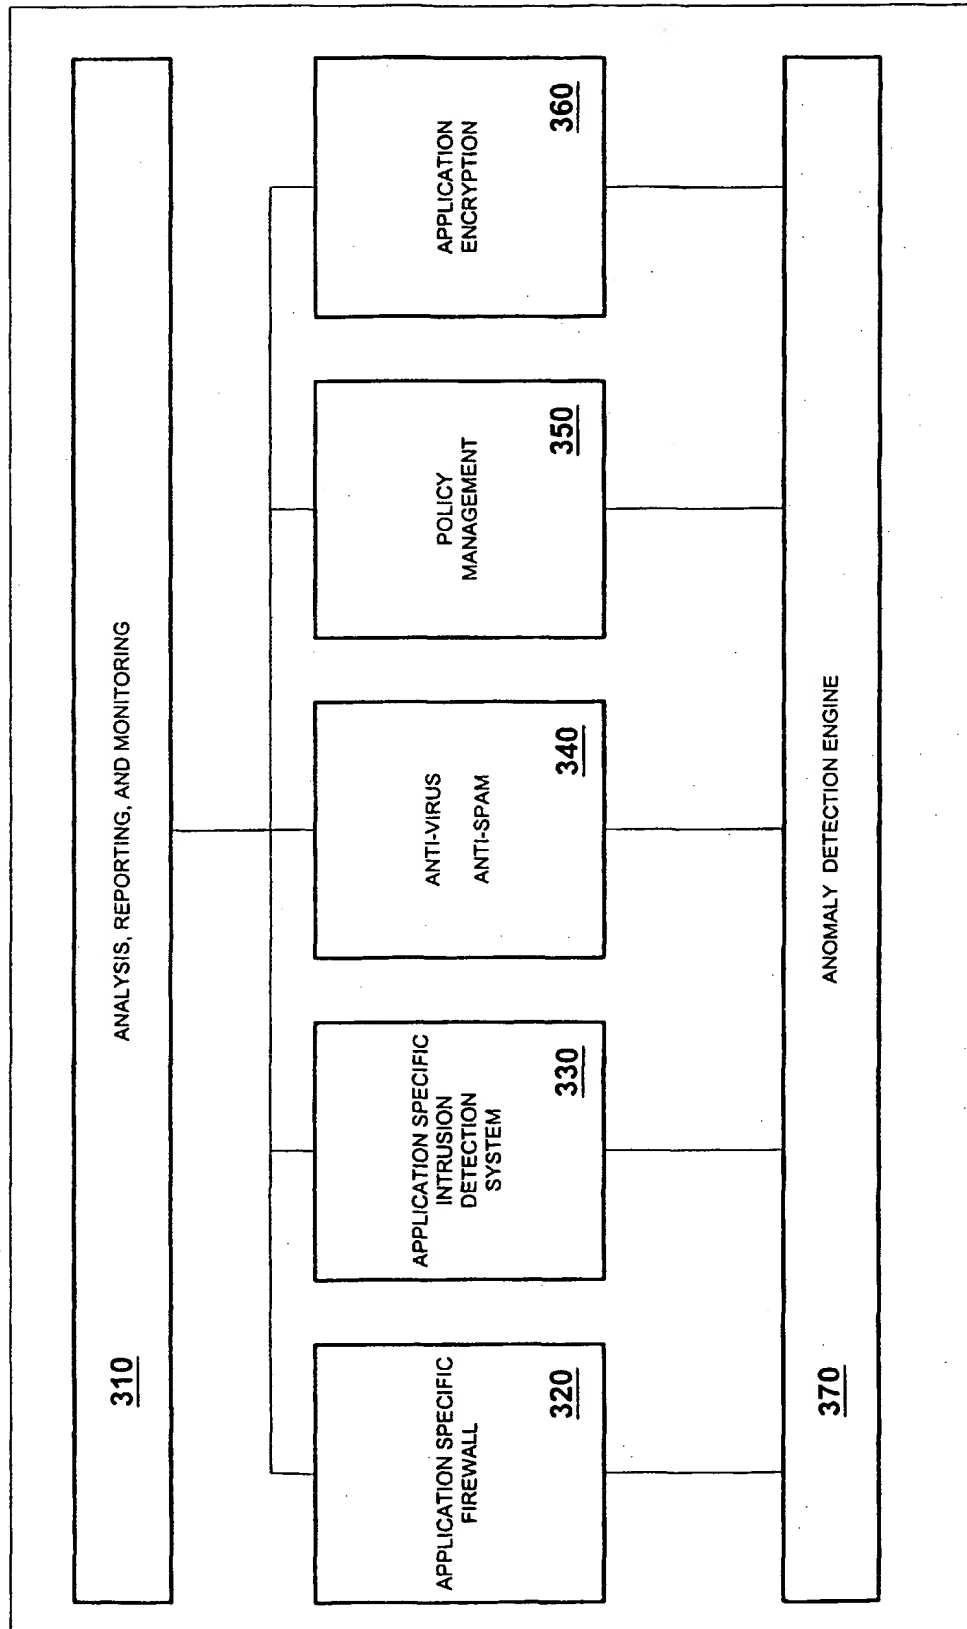 ANALYSIS, REPORTING, AND MONITORING
310
APPLICATION SPECIFIC
FIREWALL
320
APPLICATION SPECIFIC
INTRUSION
DETECTION
SYSTEM
330
ANTI-VIRUS
ANTI-SPAM
340
POLICY
MANAGEMENT
350
APPLICATION
ENCRYPTION
360
ANOMALY DETECTION ENGINE
370